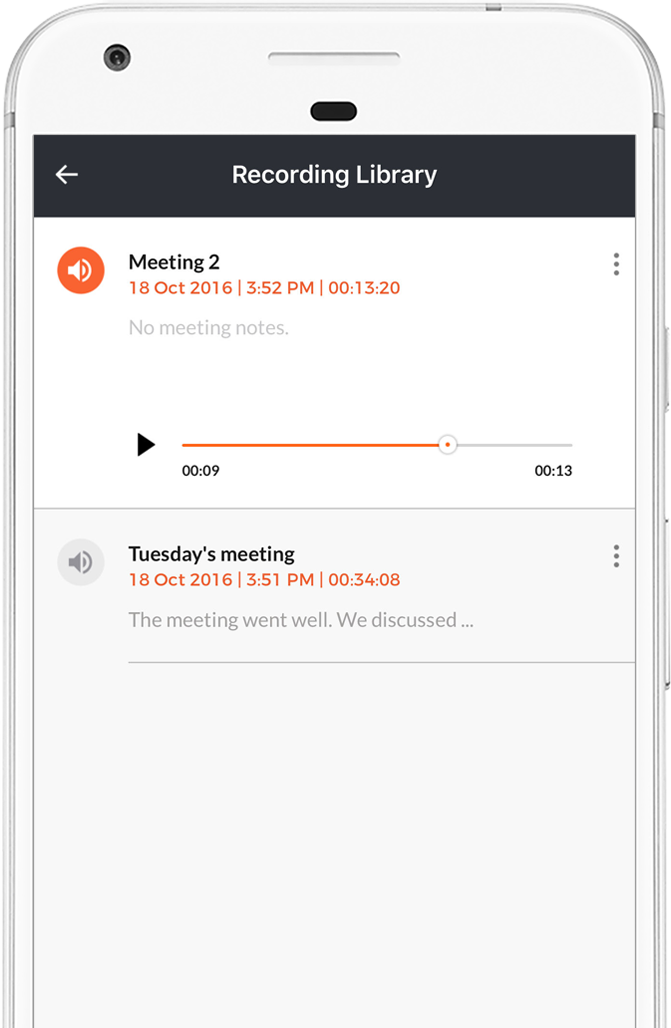 Recording Library
Meeting 2
18 Oct 2016 | 3:52 PM | 00:13:20
No meeting notes.
00:09 00:13
Tuesday's meeting
18 Oct 2016 | 3:51 PM | 00:34:08
The meeting went well. We discussed ...